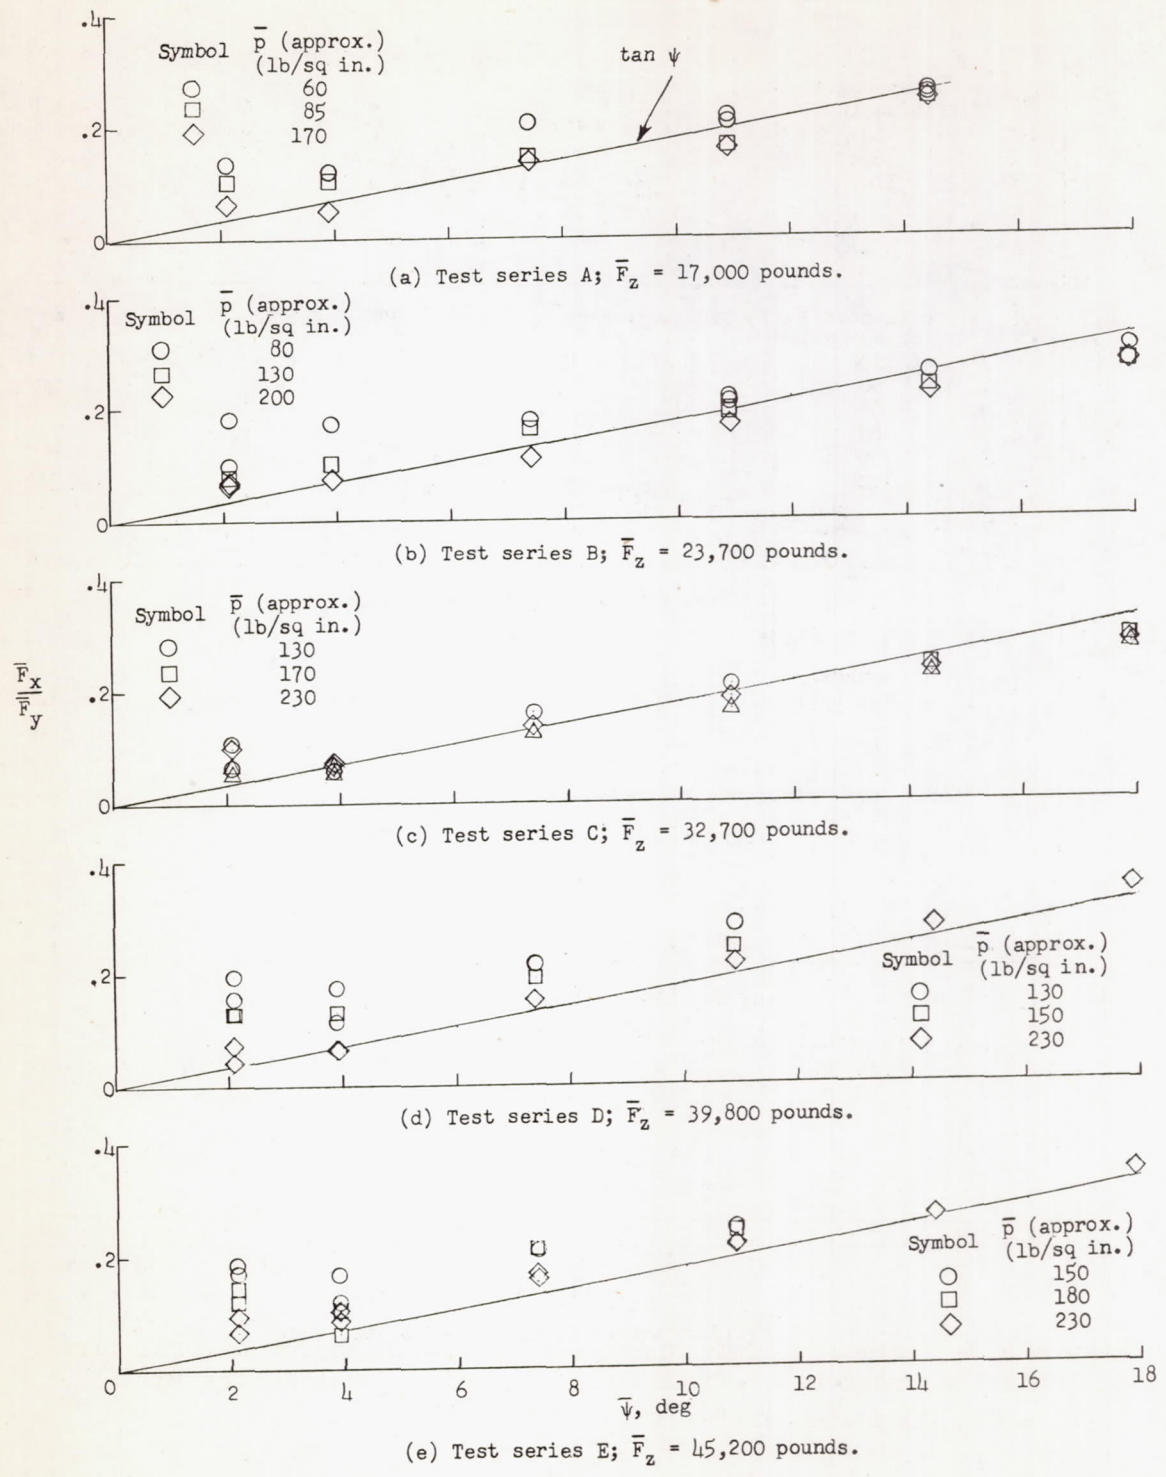 .4
Symbol p̅ (approx.)
(lb/sq in.)
60
85
170
tan ψ
.2
0
(a) Test series A; F̅z = 17,000 pounds.
.4
Symbol p̅ (approx.)
(lb/sq in.)
80
130
200
.2
0
(b) Test series B; F̅z = 23,700 pounds.
.4
Symbol p̅ (approx.)
(lb/sq in.)
130
170
230
F̅x
F̅y
.2
0
(c) Test series C; F̅z = 32,700 pounds.
.4
.2
Symbol p̅ (approx.)
(lb/sq in.)
130
150
230
0
(d) Test series D; F̅z = 39,800 pounds.
.4
.2
Symbol p̅ (approx.)
(lb/sq in.)
150
180
230
0 2 4 6 8 10 12 14 16 18
ψ̅, deg
(e) Test series E; F̅z = 45,200 pounds.